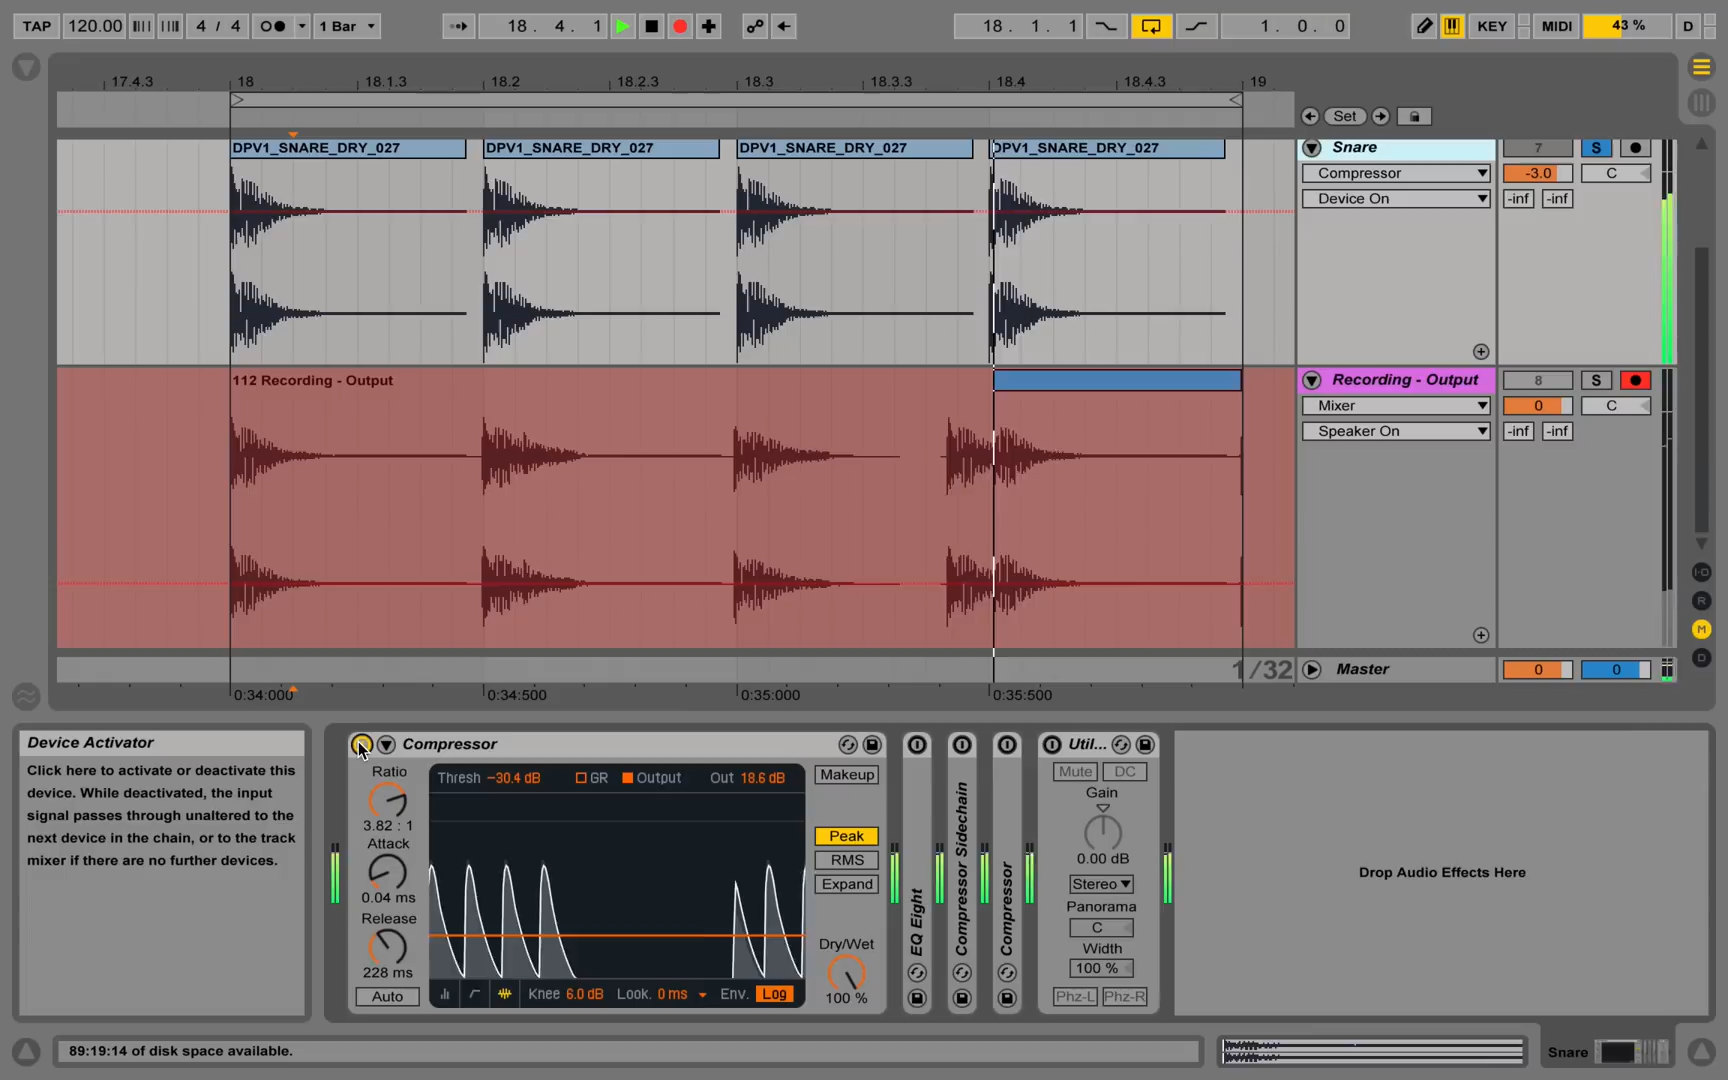 TAP 120.00 4 / 4 1 Bar 18. 4. 1 18. 1. 1 1. 0. 0 KEY MIDI 43 % D
17.4.3 18 18.1.3 18.2 18.2.3 18.3 18.3.3 18.4 18.4.3 19
Set
DPV1_SNARE_DRY_027 DPV1_SNARE_DRY_027 DPV1_SNARE_DRY_027 DPV1_SNARE_DRY_027 Snare 7 S
Compressor -3.0 C
Device On -inf -inf
112 Recording - Output Recording - Output 8 S
Mixer 0 C
Speaker On -inf -inf
I-O
R
M
D
1/32 Master 0 0
0:34:000 0:34:500 0:35:000 0:35:500
Device Activator
Click here to activate or deactivate this
device. While deactivated, the input
signal passes through unaltered to the
next device in the chain, or to the track
mixer if there are no further devices.
Compressor
Ratio
3.82 : 1
Attack
0.04 ms
Release
228 ms
Auto
Thresh -30.4 dB GR Output Out 18.6 dB
Knee 6.0 dB Look. 0 ms Env. Log
Makeup
Peak
RMS
Expand
Dry/Wet
100 %
EQ Eight
Compressor Sidechain
Compressor
Util...
Mute DC
Gain
0.00 dB
Stereo
Panorama
C
Width
100 %
Phz-L Phz-R
Drop Audio Effects Here
89:19:14 of disk space available.
Snare